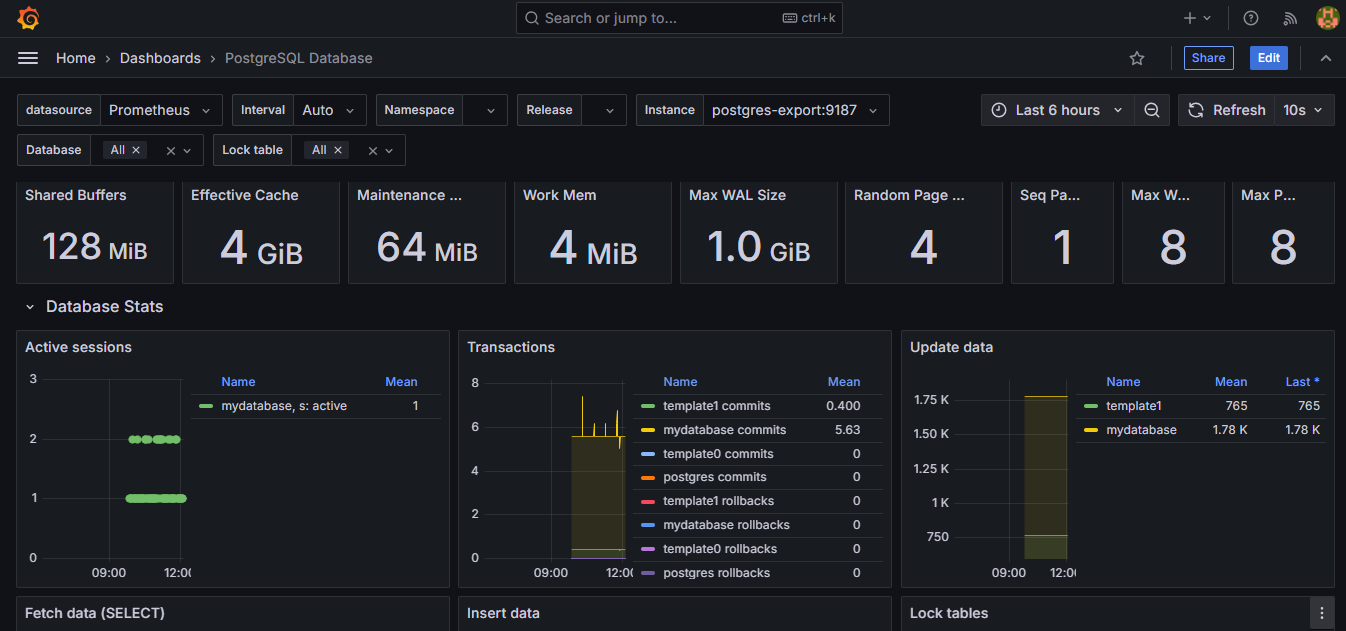 Search or jump to... ctrl+k
Home › Dashboards › PostgreSQL Database
Share Edit
datasource Prometheus Interval Auto Namespace Release Instance postgres-export:9187 Last 6 hours Refresh 10s
Database All × × Lock table All × ×
Shared Buffers Effective Cache Maintenance ... Work Mem Max WAL Size Random Page ... Seq Pa... Max W... Max P...
128 MiB 4 GiB 64 MiB 4 MiB 1.0 GiB 4 1 8 8
Database Stats
Active sessions
3
2
1
0
09:00 12:00
Name Mean
mydatabase, s: active 1
Transactions
8
6
4
2
0
09:00 12:00
Name Mean
template1 commits 0.400
mydatabase commits 5.63
template0 commits 0
postgres commits 0
template1 rollbacks 0
mydatabase rollbacks 0
template0 rollbacks 0
postgres rollbacks 0
Update data
1.75 K
1.50 K
1.25 K
1 K
750
09:00 12:00
Name Mean Last *
template1 765 765
mydatabase 1.78 K 1.78 K
Fetch data (SELECT) Insert data Lock tables